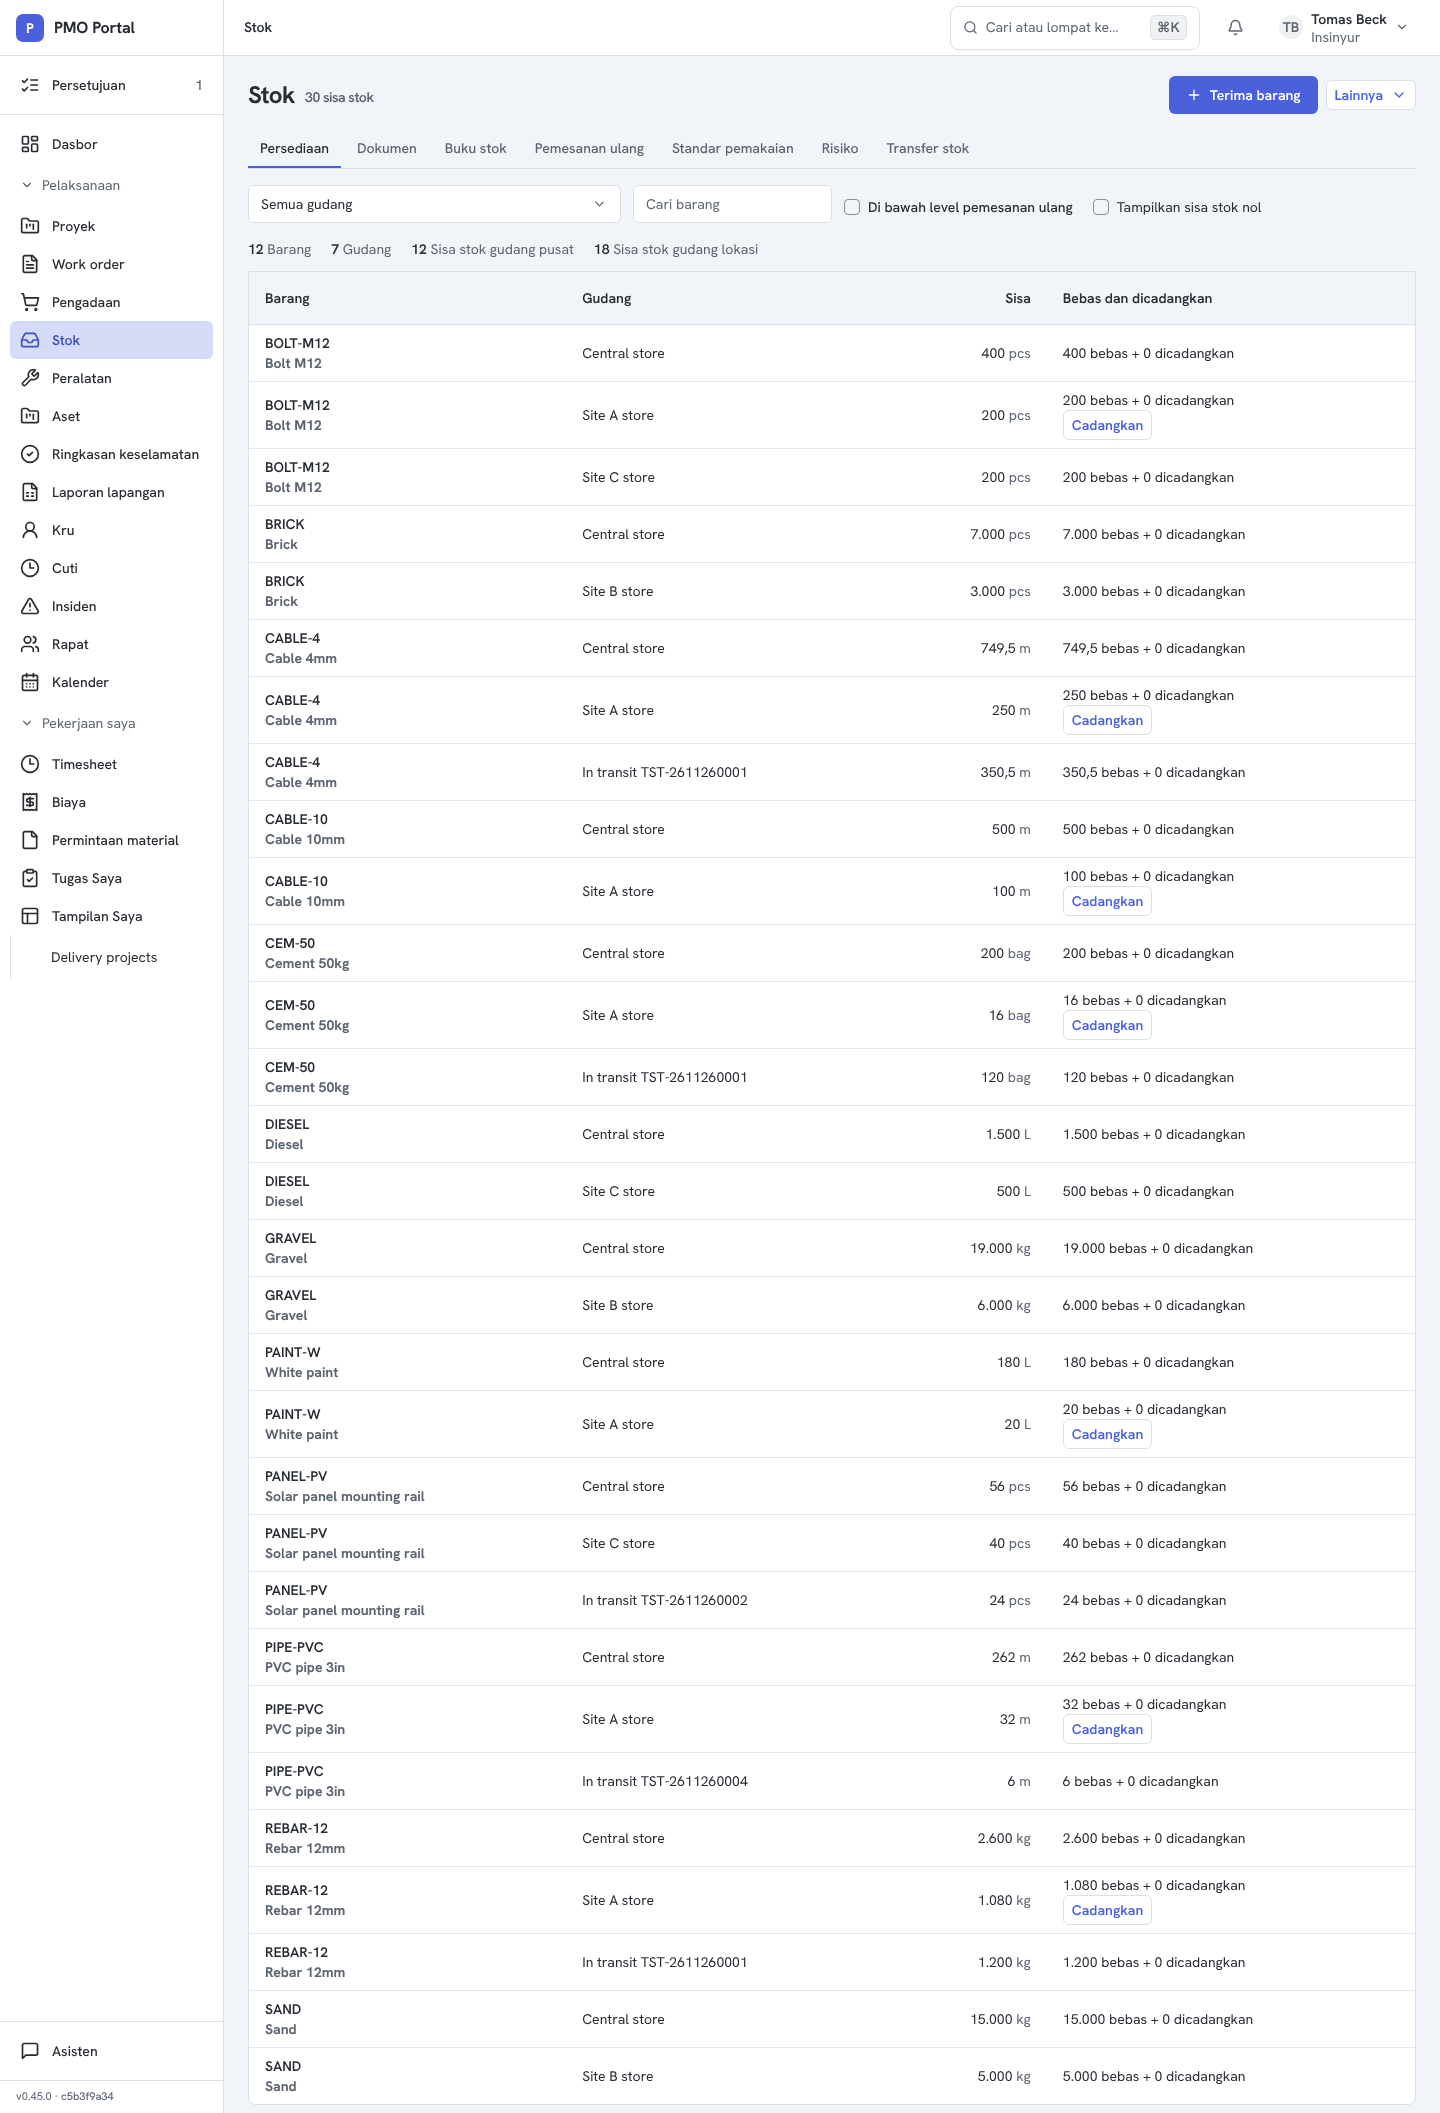 P PMO Portal
Stok
Cari atau lompat ke... ⌘K
TB
Tomas Beck
Insinyur
Persetujuan 1
Dasbor
Pelaksanaan
Proyek
Work order
Pengadaan
Stok
Peralatan
Aset
Ringkasan keselamatan
Laporan lapangan
Kru
Cuti
Insiden
Rapat
Kalender
Pekerjaan saya
Timesheet
Biaya
Permintaan material
Tugas Saya
Tampilan Saya
Delivery projects
Asisten
v0.45.0 · c5b3f9a34
Stok 30 sisa stok
+ Terima barang
Lainnya
Persediaan Dokumen Buku stok Pemesanan ulang Standar pemakaian Risiko Transfer stok
Semua gudang
Cari barang
Di bawah level pemesanan ulang
Tampilkan sisa stok nol
12 Barang 7 Gudang 12 Sisa stok gudang pusat 18 Sisa stok gudang lokasi
Barang Gudang Sisa Bebas dan dicadangkan
BOLT-M12
Bolt M12
Central store 400 pcs 400 bebas + 0 dicadangkan
BOLT-M12
Bolt M12
Site A store 200 pcs 200 bebas + 0 dicadangkan
Cadangkan
BOLT-M12
Bolt M12
Site C store 200 pcs 200 bebas + 0 dicadangkan
BRICK
Brick
Central store 7.000 pcs 7.000 bebas + 0 dicadangkan
BRICK
Brick
Site B store 3.000 pcs 3.000 bebas + 0 dicadangkan
CABLE-4
Cable 4mm
Central store 749,5 m 749,5 bebas + 0 dicadangkan
CABLE-4
Cable 4mm
Site A store 250 m 250 bebas + 0 dicadangkan
Cadangkan
CABLE-4
Cable 4mm
In transit TST-2611260001 350,5 m 350,5 bebas + 0 dicadangkan
CABLE-10
Cable 10mm
Central store 500 m 500 bebas + 0 dicadangkan
CABLE-10
Cable 10mm
Site A store 100 m 100 bebas + 0 dicadangkan
Cadangkan
CEM-50
Cement 50kg
Central store 200 bag 200 bebas + 0 dicadangkan
CEM-50
Cement 50kg
Site A store 16 bag 16 bebas + 0 dicadangkan
Cadangkan
CEM-50
Cement 50kg
In transit TST-2611260001 120 bag 120 bebas + 0 dicadangkan
DIESEL
Diesel
Central store 1.500 L 1.500 bebas + 0 dicadangkan
DIESEL
Diesel
Site C store 500 L 500 bebas + 0 dicadangkan
GRAVEL
Gravel
Central store 19.000 kg 19.000 bebas + 0 dicadangkan
GRAVEL
Gravel
Site B store 6.000 kg 6.000 bebas + 0 dicadangkan
PAINT-W
White paint
Central store 180 L 180 bebas + 0 dicadangkan
PAINT-W
White paint
Site A store 20 L 20 bebas + 0 dicadangkan
Cadangkan
PANEL-PV
Solar panel mounting rail
Central store 56 pcs 56 bebas + 0 dicadangkan
PANEL-PV
Solar panel mounting rail
Site C store 40 pcs 40 bebas + 0 dicadangkan
PANEL-PV
Solar panel mounting rail
In transit TST-2611260002 24 pcs 24 bebas + 0 dicadangkan
PIPE-PVC
PVC pipe 3in
Central store 262 m 262 bebas + 0 dicadangkan
PIPE-PVC
PVC pipe 3in
Site A store 32 m 32 bebas + 0 dicadangkan
Cadangkan
PIPE-PVC
PVC pipe 3in
In transit TST-2611260004 6 m 6 bebas + 0 dicadangkan
REBAR-12
Rebar 12mm
Central store 2.600 kg 2.600 bebas + 0 dicadangkan
REBAR-12
Rebar 12mm
Site A store 1.080 kg 1.080 bebas + 0 dicadangkan
Cadangkan
REBAR-12
Rebar 12mm
In transit TST-2611260001 1.200 kg 1.200 bebas + 0 dicadangkan
SAND
Sand
Central store 15.000 kg 15.000 bebas + 0 dicadangkan
SAND
Sand
Site B store 5.000 kg 5.000 bebas + 0 dicadangkan